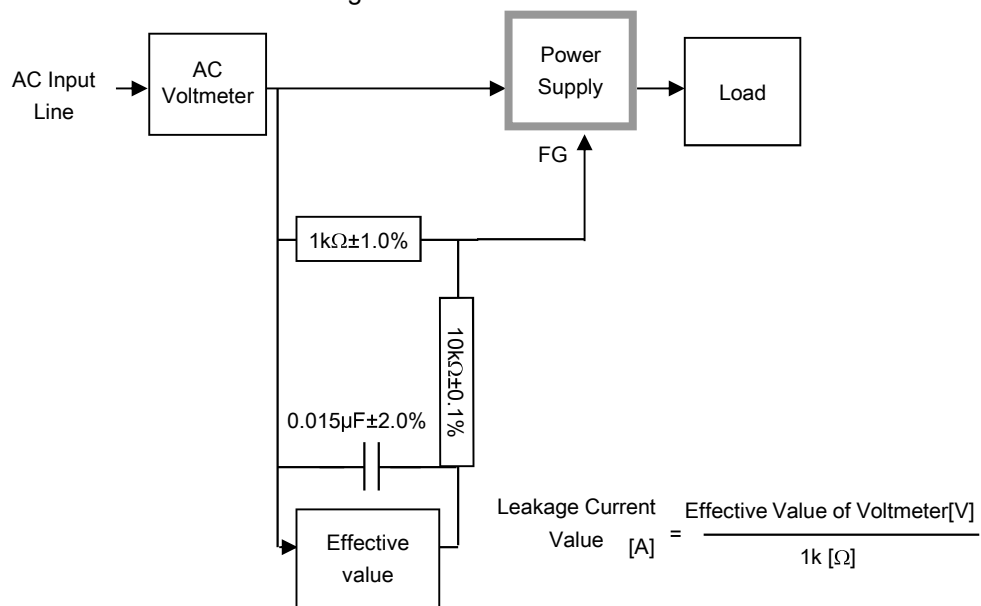 AC Input
Line
AC
Voltmeter
Power
Supply
Load
FG
1kΩ±1.0%
10kΩ±0.1%
0.015µF±2.0%
Effective
value
Leakage Current
Value [A] =
Effective Value of Voltmeter[V]
1k [Ω]